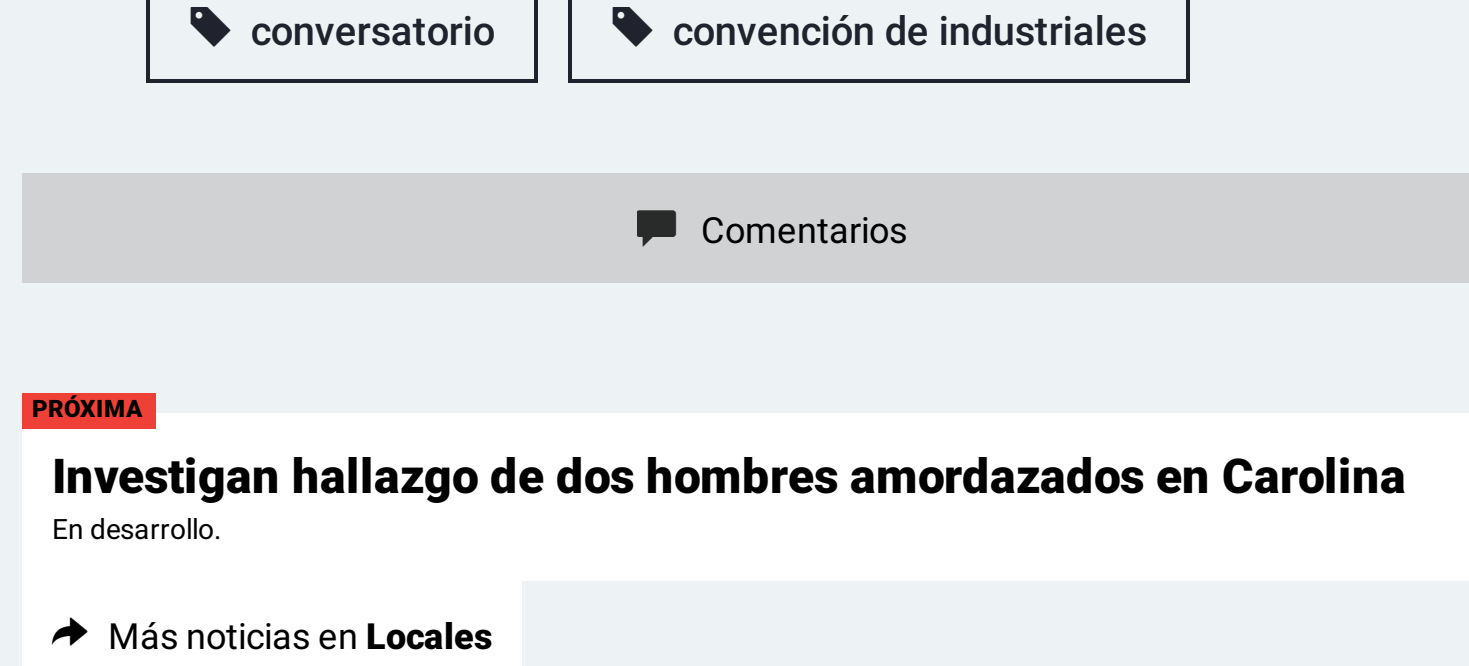 conversatorio
convención de industriales
Comentarios
PRÓXIMA
Investigan hallazgo de dos hombres amordazados en Carolina
En desarrollo.
Más noticias en Locales